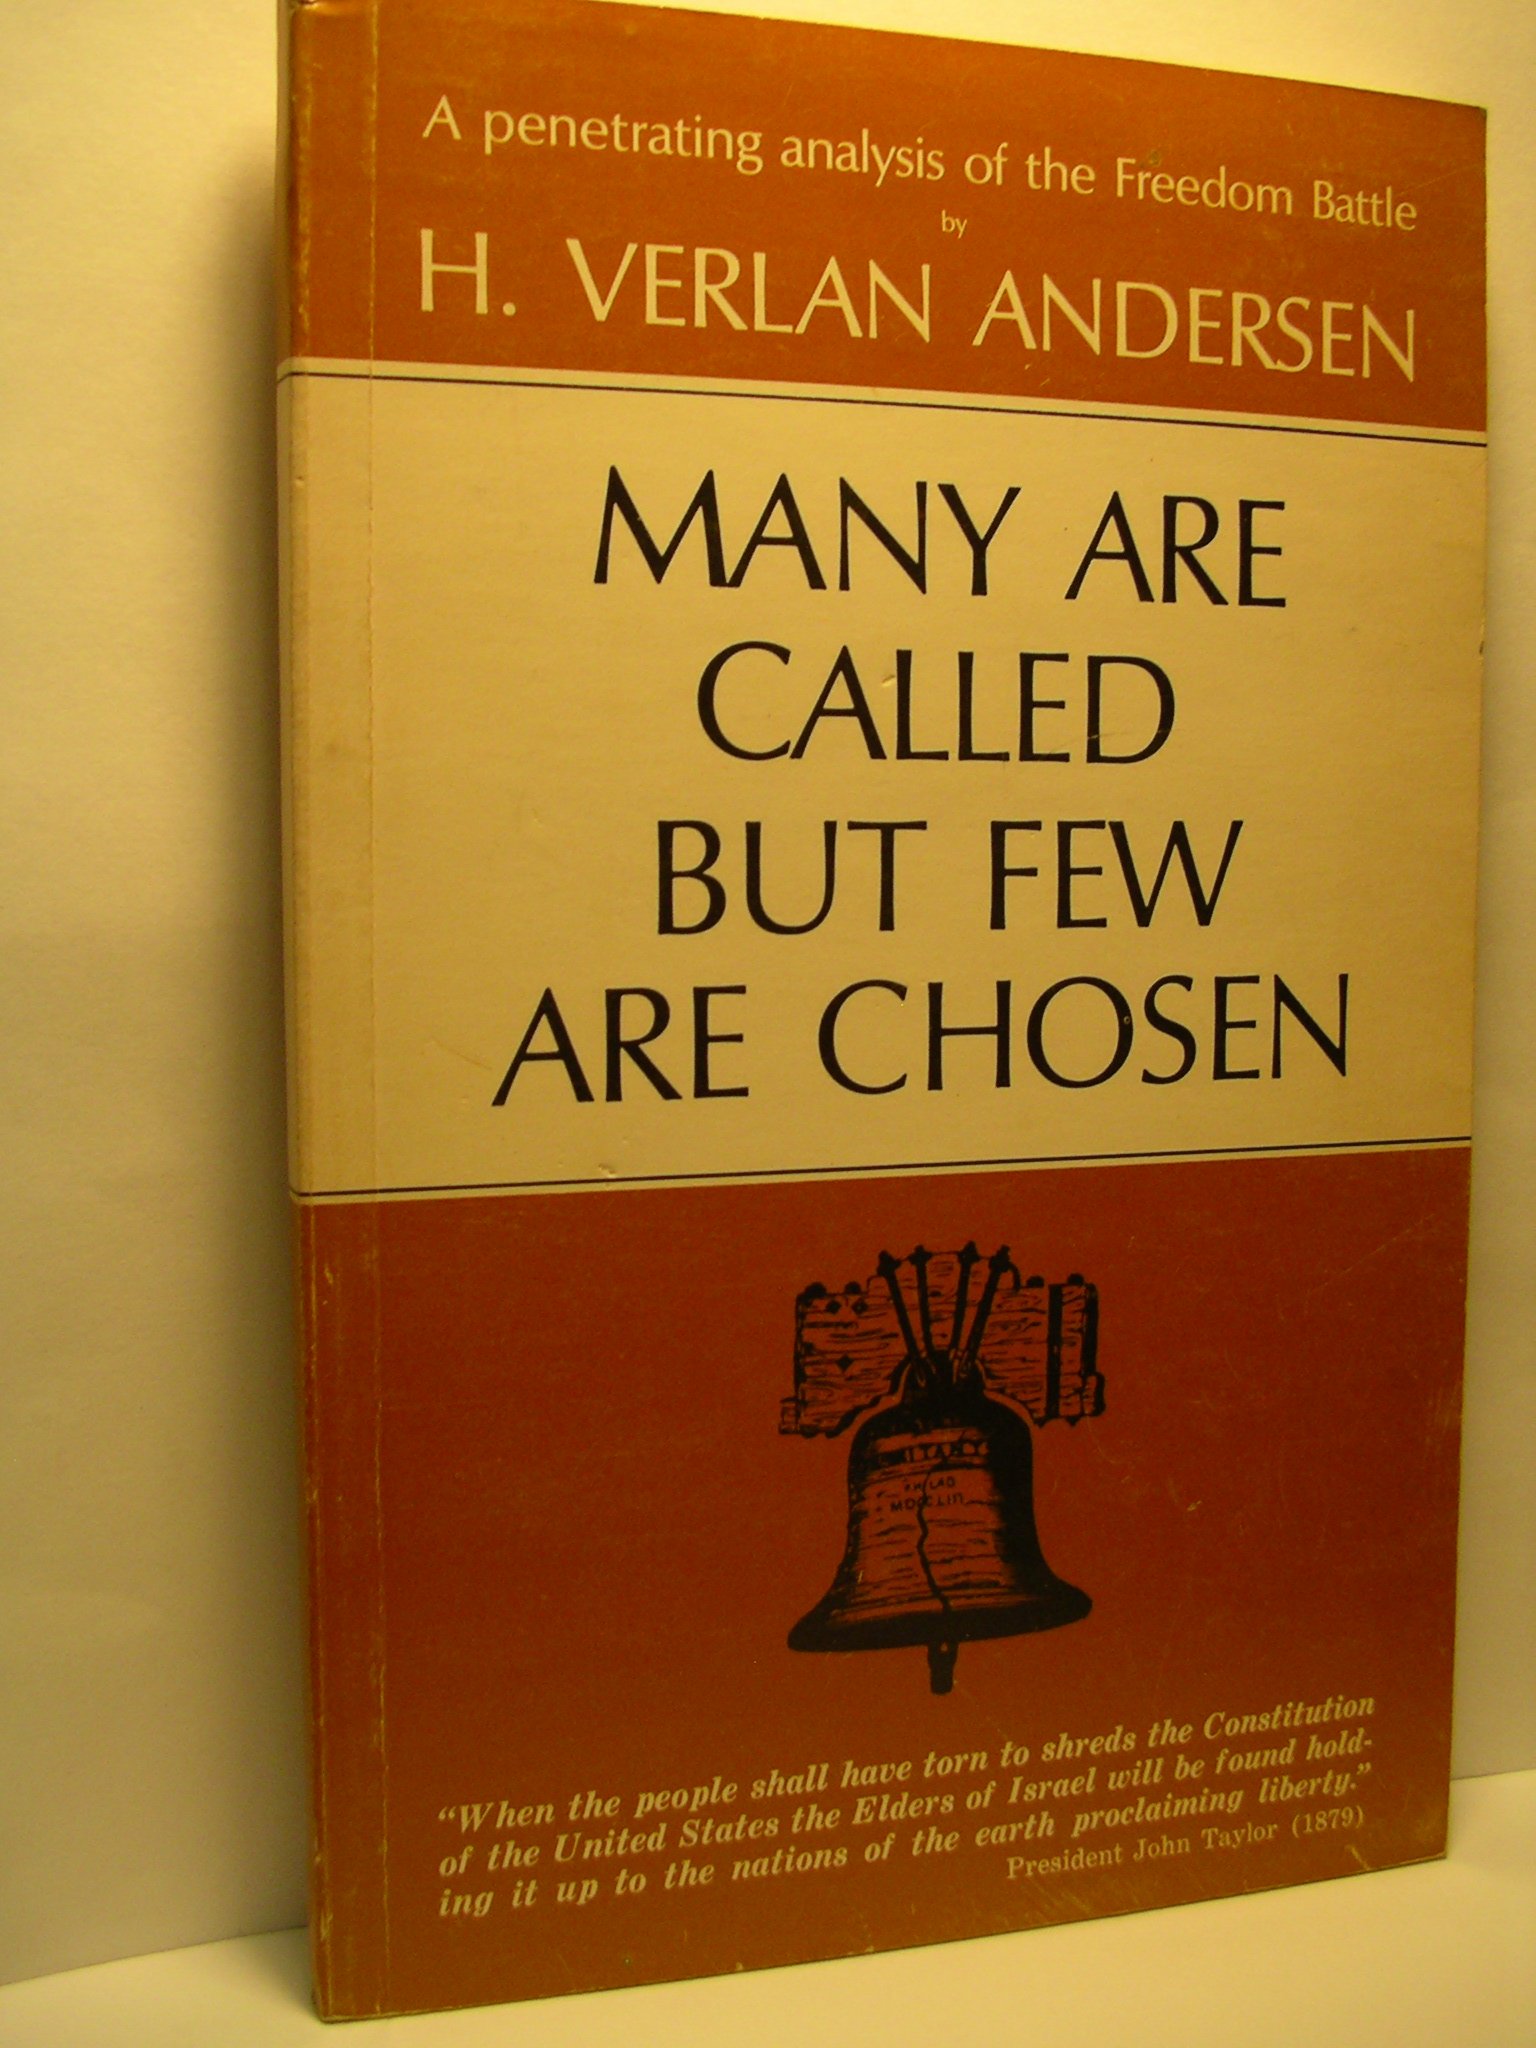 A penetrating analysis of the Freedom Battle
by
H. VERLAN ANDERSEN
MANY ARE
CALLED
BUT FEW
ARE CHOSEN
MDCCLIII
“When the people shall have torn to shreds the Constitution
of the United States the Elders of Israel will be found hold-
ing it up to the nations of the earth proclaiming liberty.”
President John Taylor (1879)